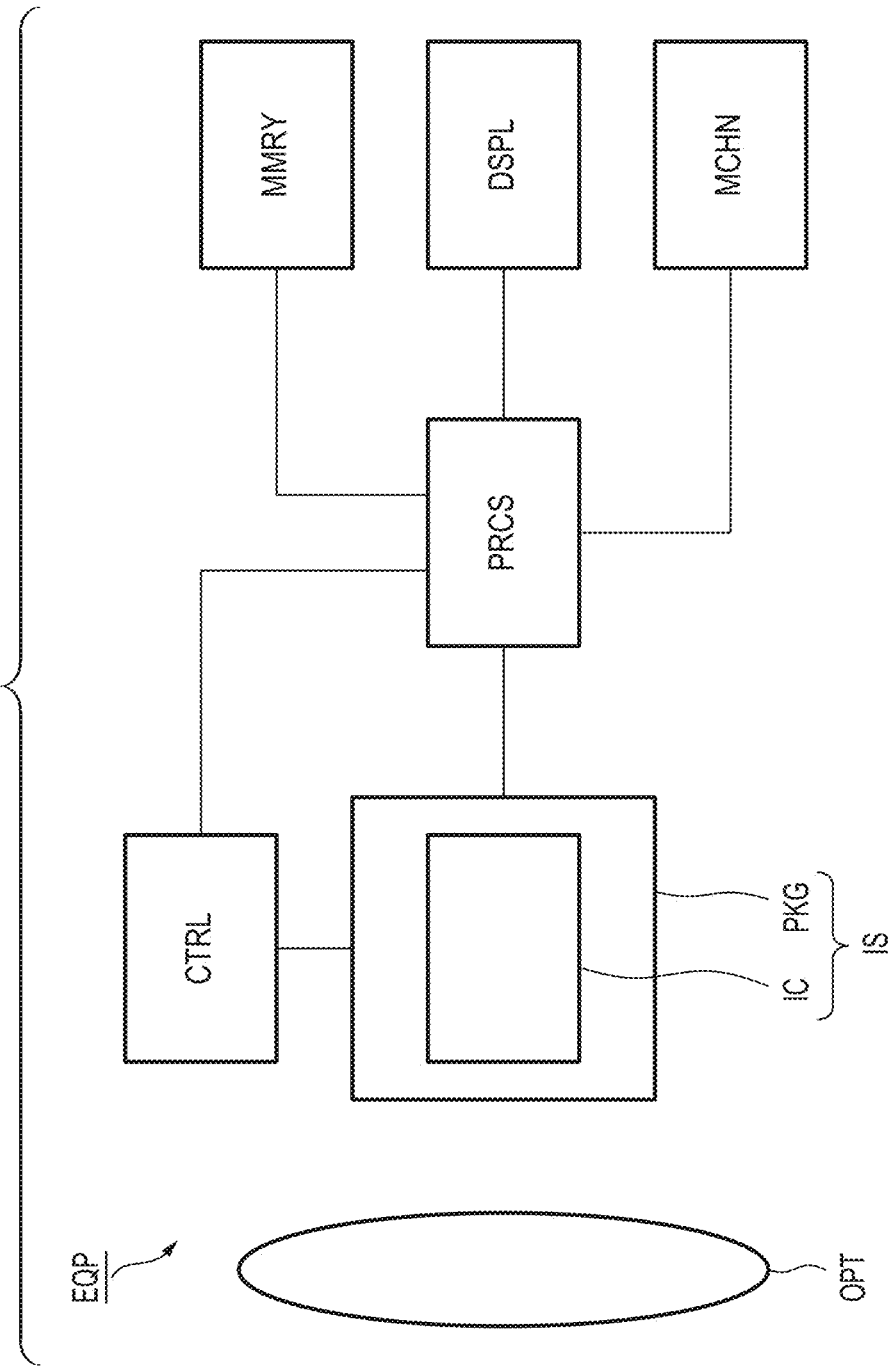 EQP
OPT
CTRL
IC
PKG
IS
PRCS
MMRY
DSPL
MCHN